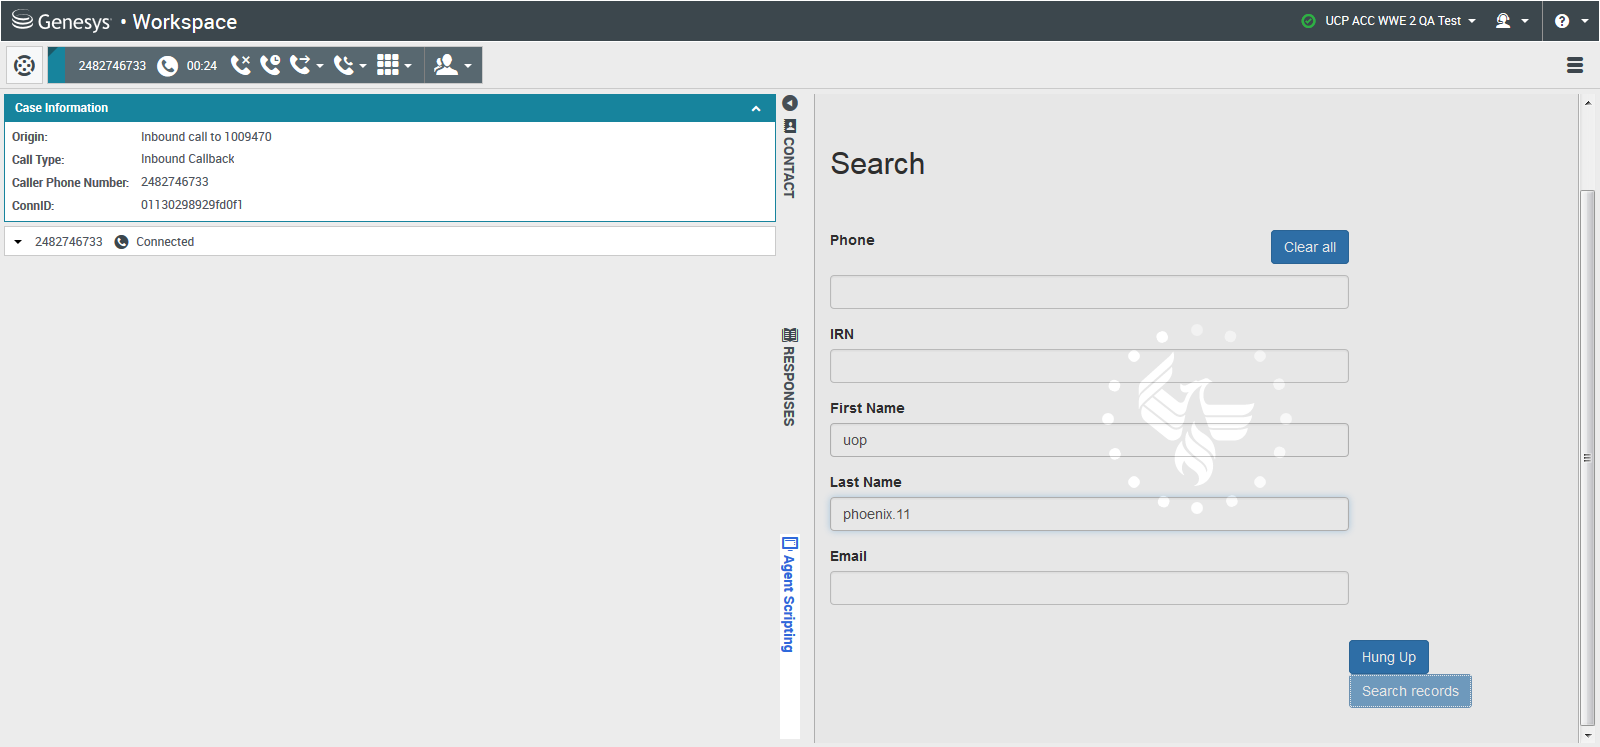 Genesys • Workspace
UCP ACC WWE 2 QA Test
2482746733 00:24
Case Information
Origin: Inbound call to 1009470
Call Type: Inbound Callback
Caller Phone Number: 2482746733
ConnID: 01130298929fd0f1
2482746733 Connected
CONTACT
RESPONSES
Agent Scripting
Search
Phone
Clear all
IRN
First Name
uop
Last Name
phoenix.11
Email
Hung Up
Search records